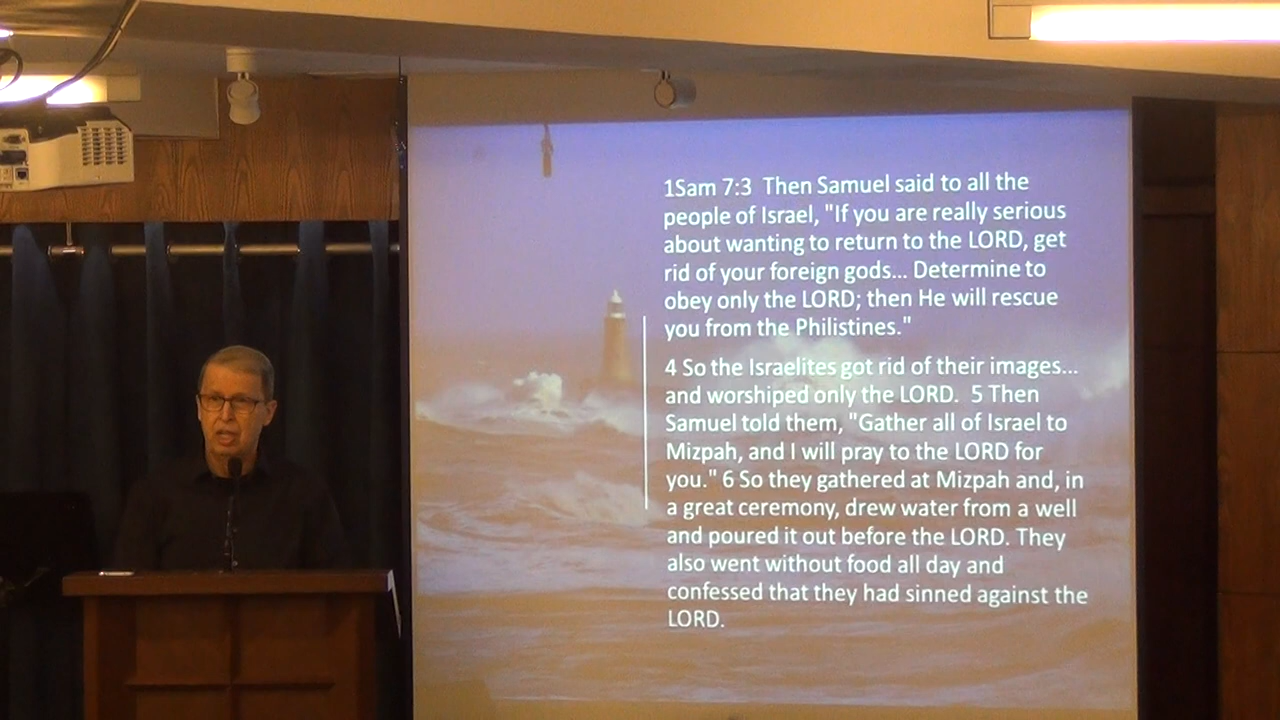 1Sam 7:3  Then Samuel said to all the
people of Israel, "If you are really serious
about wanting to return to the LORD, get
rid of your foreign gods... Determine to
obey only the LORD; then He will rescue
you from the Philistines."
4 So the Israelites got rid of their images...
and worshiped only the LORD.  5 Then
Samuel told them, "Gather all of Israel to
Mizpah, and I will pray to the LORD for
you." 6 So they gathered at Mizpah and, in
a great ceremony, drew water from a well
and poured it out before the LORD. They
also went without food all day and
confessed that they had sinned against the
LORD.